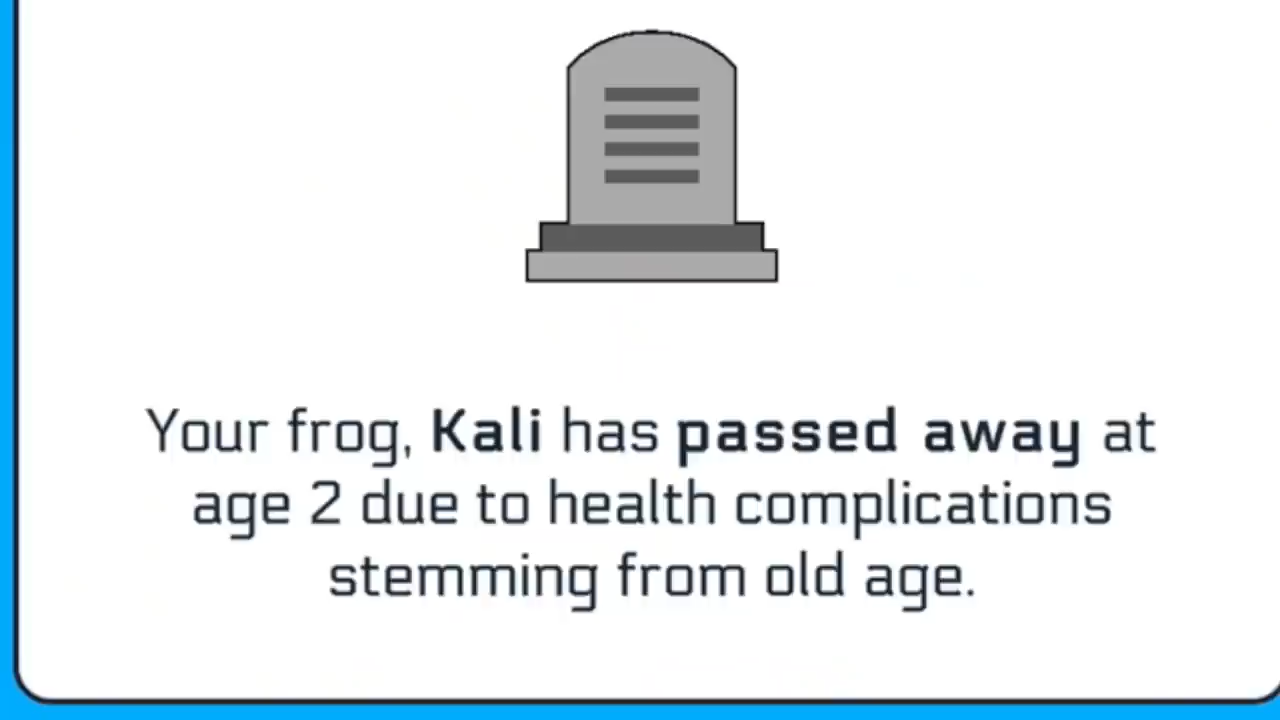 Your frog, Kali has passed away at
age 2 due to health complications
stemming from old age.